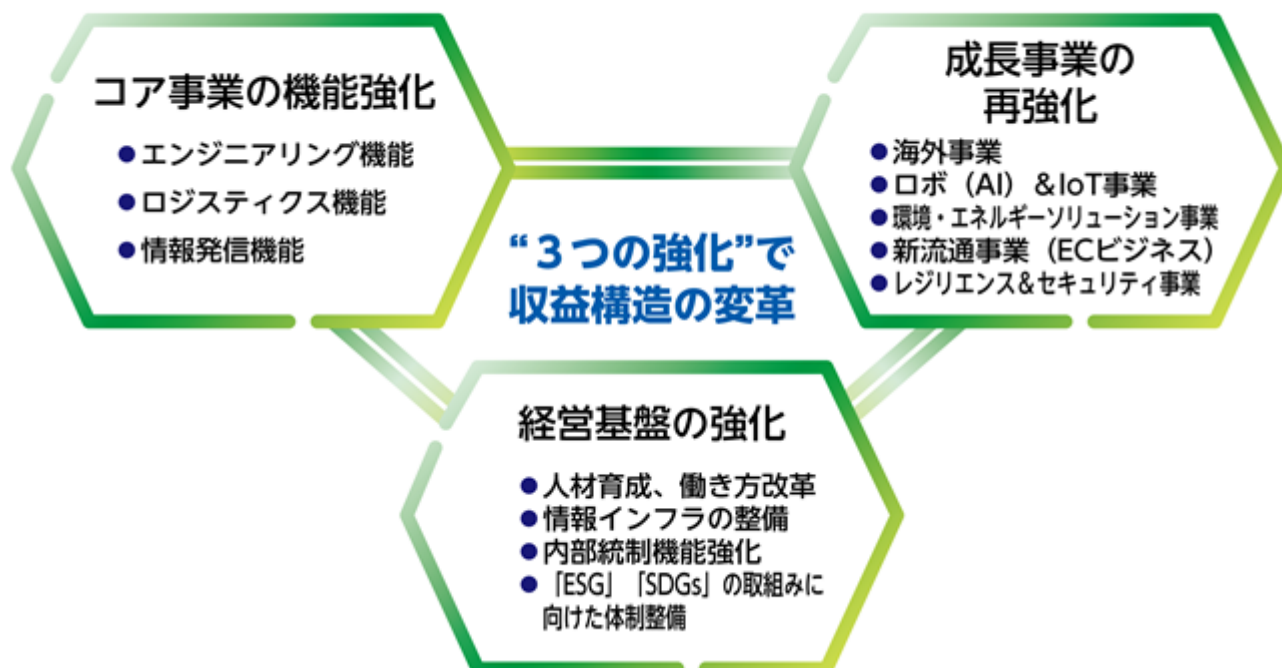 コア事業の機能強化
●エンジニアリング機能
●ロジスティクス機能
●情報発信機能
成長事業の
再強化
●海外事業
●ロボ（AI）＆IoT事業
●環境・エネルギーソリューション事業
●新流通事業（ECビジネス）
●レジリエンス＆セキュリティ事業
“３つの強化”で
収益構造の変革
経営基盤の強化
●人材育成、働き方改革
●情報インフラの整備
●内部統制機能強化
●「ESG」「SDGs」の取組みに
向けた体制整備